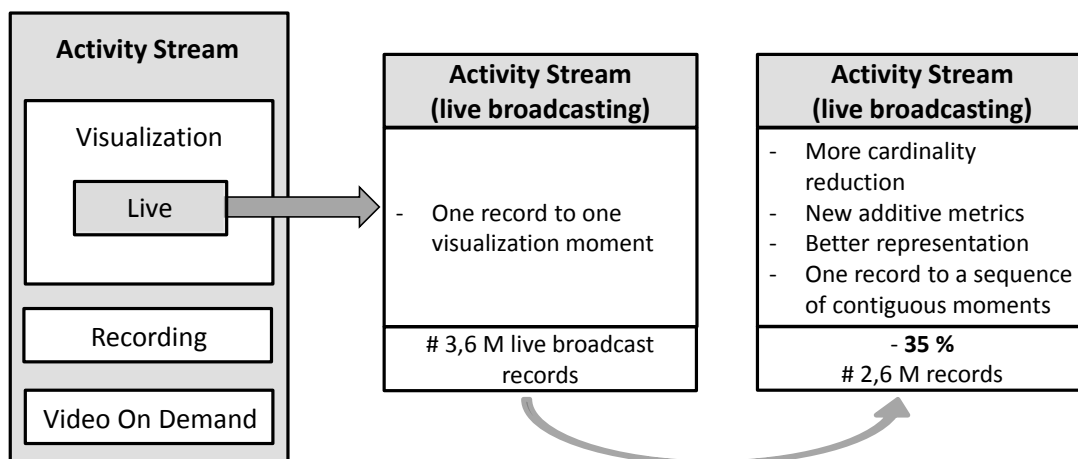 Activity Stream
Visualization
Live
Recording
Video On Demand
Activity Stream
(live broadcasting)
- One record to one
visualization moment
# 3,6 M live broadcast
records
Activity Stream
(live broadcasting)
- More cardinality
reduction
- New additive metrics
- Better representation
- One record to a sequence
of contiguous moments
- 35 %
# 2,6 M records